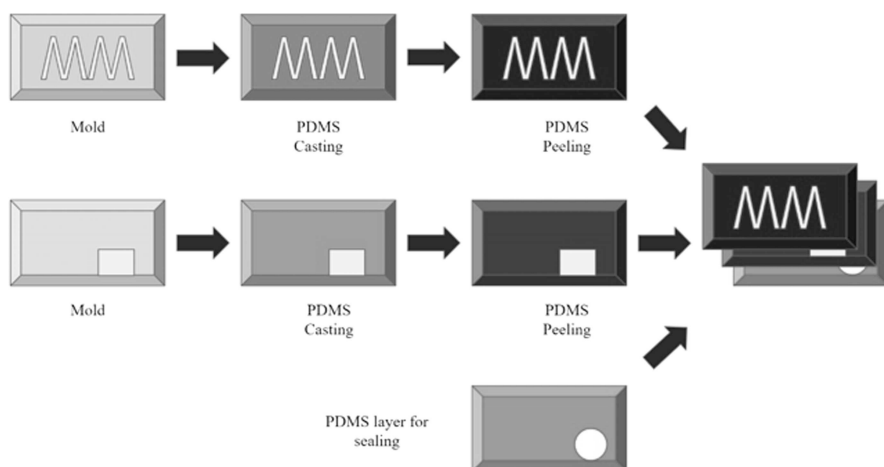 Mold
PDMS
Casting
PDMS
Peeling
Mold
PDMS
Casting
PDMS
Peeling
PDMS layer for
sealing